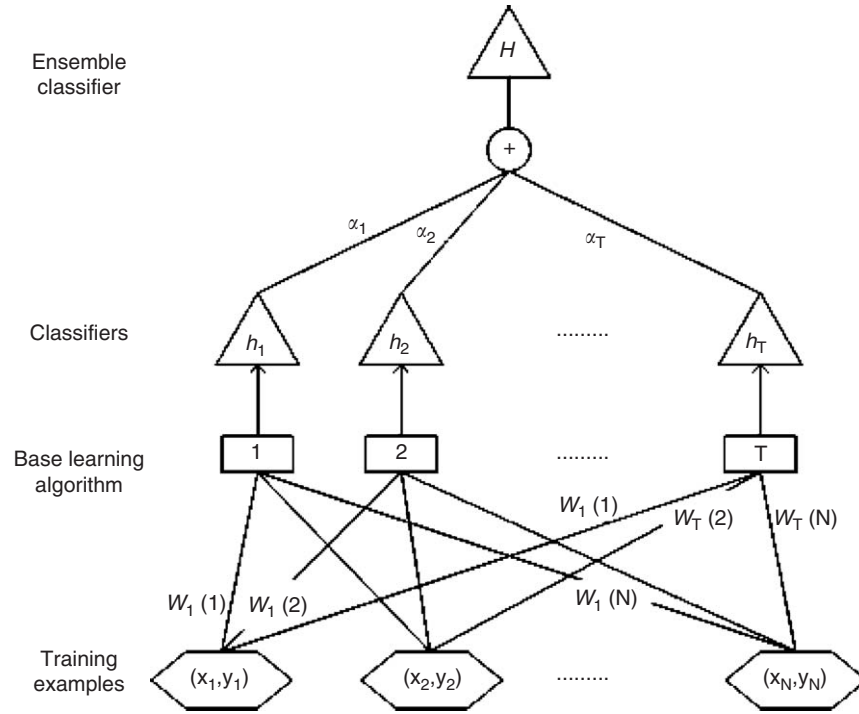 Ensemble
classifier
H
+
α1
α2
αT
Classifiers
h1
h2
.........
hT
Base learning
algorithm
1
2
.........
T
W1 (1)
WT (2)
WT (N)
W1 (1)
W1 (2)
W1 (N)
Training
examples
(x1,y1)
(x2,y2)
.........
(xN,yN)